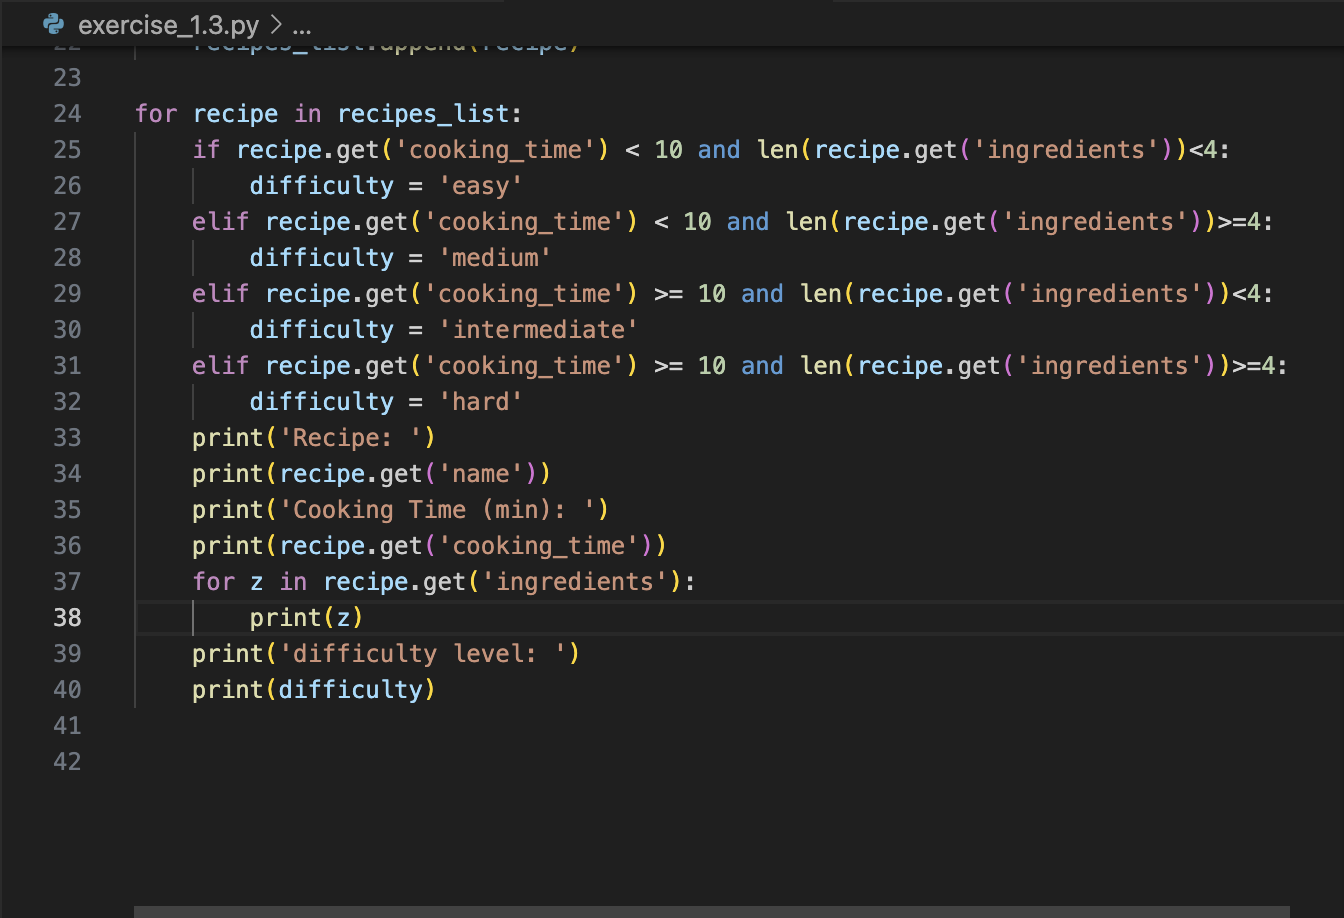 exercise_1.3.py > ...
22 recipes_list.append(recipe)
23
24 for recipe in recipes_list:
25 if recipe.get('cooking_time') < 10 and len(recipe.get('ingredients'))<4:
26 difficulty = 'easy'
27 elif recipe.get('cooking_time') < 10 and len(recipe.get('ingredients'))>=4:
28 difficulty = 'medium'
29 elif recipe.get('cooking_time') >= 10 and len(recipe.get('ingredients'))<4:
30 difficulty = 'intermediate'
31 elif recipe.get('cooking_time') >= 10 and len(recipe.get('ingredients'))>=4:
32 difficulty = 'hard'
33 print('Recipe: ')
34 print(recipe.get('name'))
35 print('Cooking Time (min): ')
36 print(recipe.get('cooking_time'))
37 for z in recipe.get('ingredients'):
38 print(z)
39 print('difficulty level: ')
40 print(difficulty)
41
42